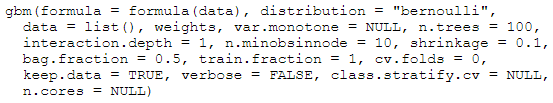 gbm(formula = formula(data), distribution = "bernoulli",
data = list(), weights, var.monotone = NULL, n.trees = 100,
interaction.depth = 1, n.minobsinnode = 10, shrinkage = 0.1,
bag.fraction = 0.5, train.fraction = 1, cv.folds = 0,
keep.data = TRUE, verbose = FALSE, class.stratify.cv = NULL,
n.cores = NULL)